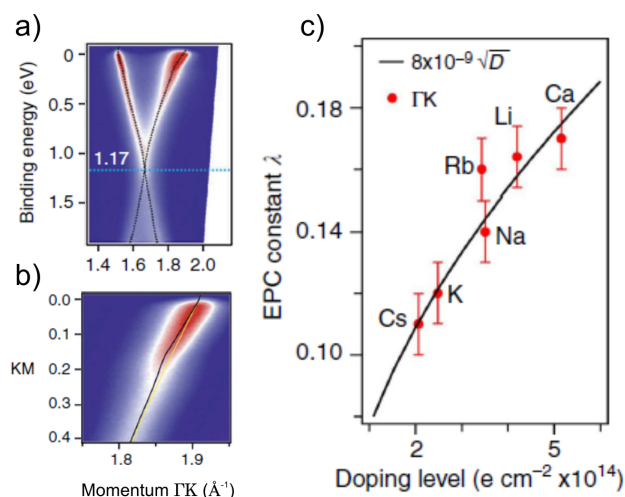 a)
Binding energy (eV)
0
0.5
1.0
1.5
1.17
1.4 1.6 1.8 2.0
b)
KM
0.0
0.1
0.2
0.3
0.4
1.8 1.9
Momentum ΓK (Å⁻¹)
c)
EPC constant λ
0.18
0.14
0.10
8x10⁻⁹ √D
ΓK
Ca
Li
Rb
Na
K
Cs
2 5
Doping level (e cm⁻² x10¹⁴)